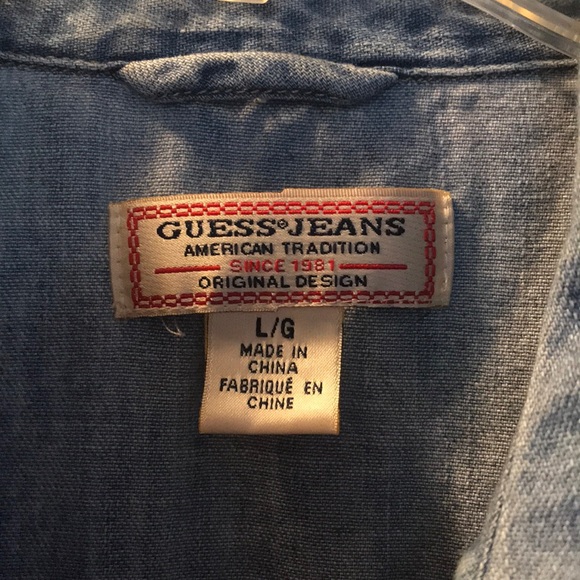 GUESS® JEANS
AMERICAN TRADITION
SINCE 1981
ORIGINAL DESIGN
L/G
MADE IN
CHINA
FABRIQUÉ EN
CHINE